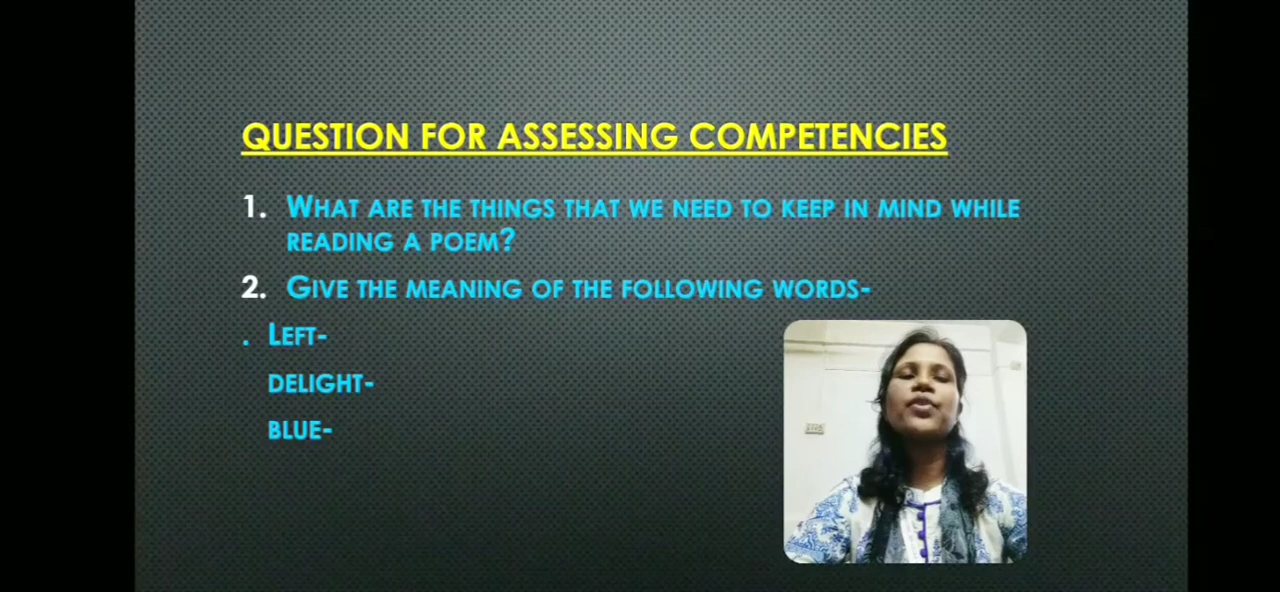 QUESTION FOR ASSESSING COMPETENCIES
1. WHAT ARE THE THINGS THAT WE NEED TO KEEP IN MIND WHILE
READING A POEM?
2. GIVE THE MEANING OF THE FOLLOWING WORDS-
. LEFT-
DELIGHT-
BLUE-